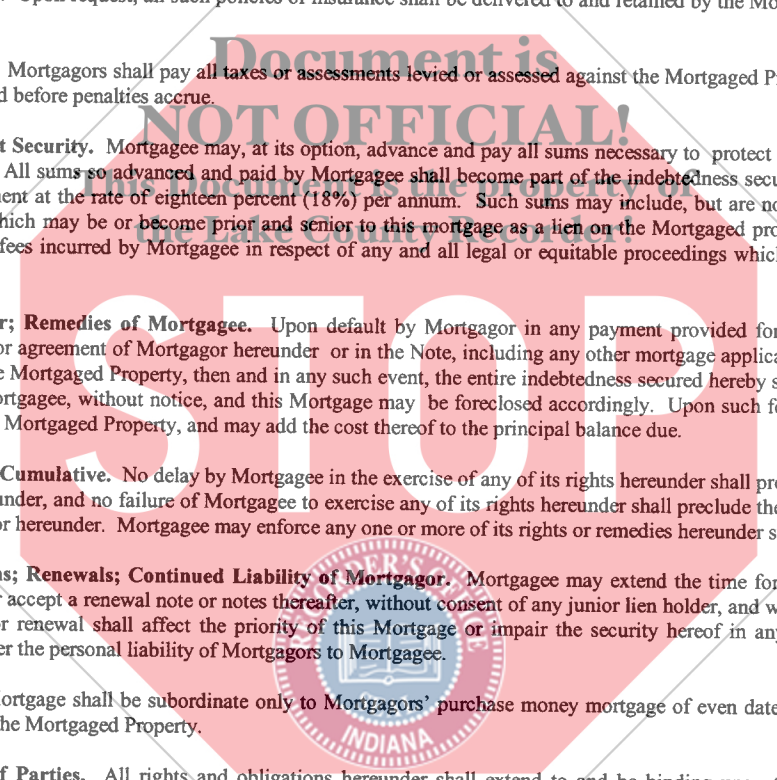 Upon request, all such policies of insurance shall be delivered to and retained by the Mo
Document is
Mortgagors shall pay all taxes or assessments levied or assessed against the Mortgaged P
d before penalties accrue.
NOT OFFICIAL!
t Security. Mortgagee may, at its option, advance and pay all sums necessary to protect
All sums so advanced and paid by Mortgagee shall become part of the indebtedness secu
This Document is the property of
nent at the rate of eighteen percent (18%) per annum. Such sums may include, but are no
hich may be or become prior and senior to this mortgage as a lien on the Mortgaged pro
the Lake County Recorder!
fees incurred by Mortgagee in respect of any and all legal or equitable proceedings whic
r; Remedies of Mortgagee. Upon default by Mortgagor in any payment provided for
or agreement of Mortgagor hereunder or in the Note, including any other mortgage applica
e Mortgaged Property, then and in any such event, the entire indebtedness secured hereby s
ortgagee, without notice, and this Mortgage may be foreclosed accordingly. Upon such f
Mortgaged Property, and may add the cost thereof to the principal balance due.
STOP
Cumulative. No delay by Mortgagee in the exercise of any of its rights hereunder shall pre
under, and no failure of Mortgagee to exercise any of its rights hereunder shall preclude the
or hereunder. Mortgagee may enforce any one or more of its rights or remedies hereunder s
ns; Renewals; Continued Liability of Mortgagor. Mortgagee may extend the time for
r accept a renewal note or notes thereafter, without consent of any junior lien holder, and w
or renewal shall affect the priority of this Mortgage or impair the security hereof in any
er the personal liability of Mortgagors to Mortgagee.
RECORDER'S OFFICE
INDIANA
ortgage shall be subordinate only to Mortgagors' purchase money mortgage of even date
the Mortgaged Property.
f Parties. All rights and obligations hereunder shall extend to and be binding